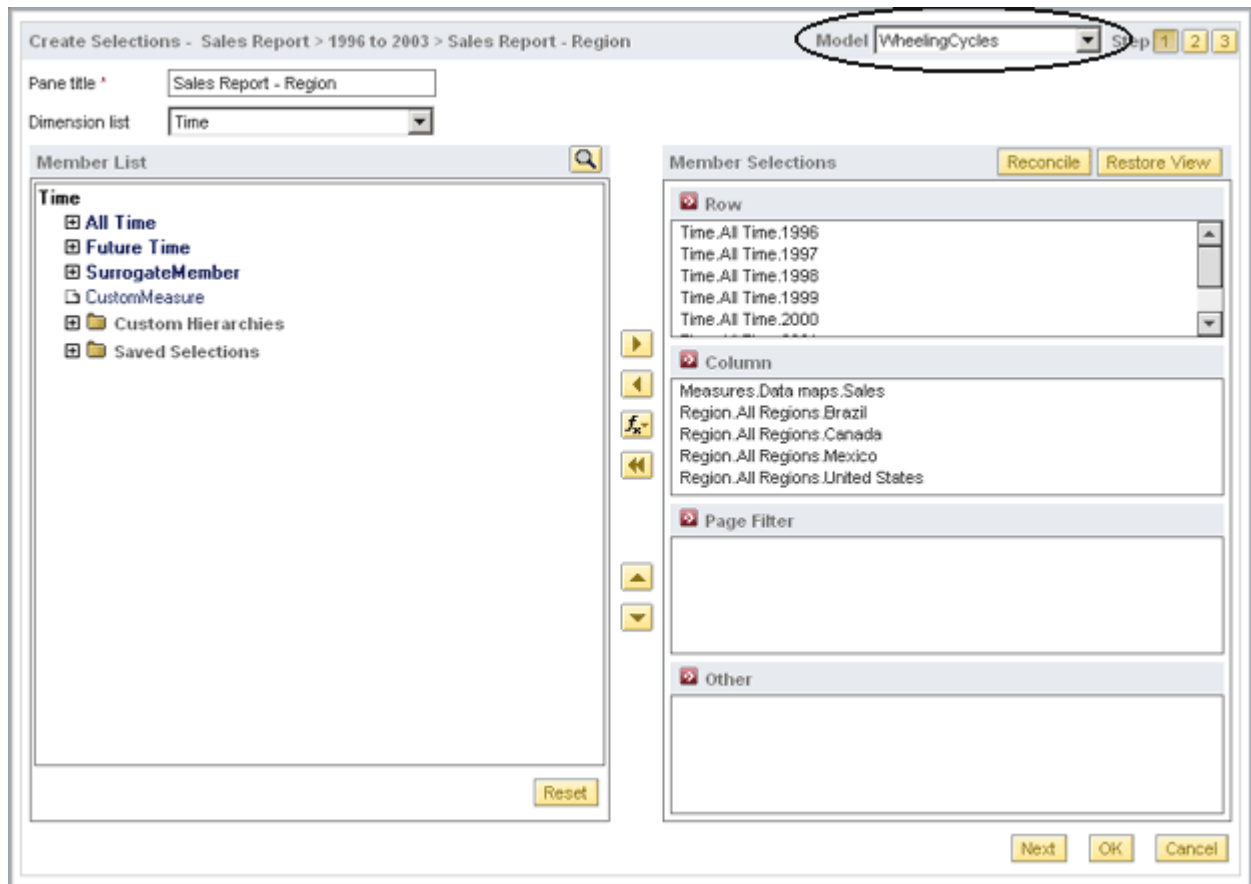 Create Selections - Sales Report > 1996 to 2003 > Sales Report - Region Model WheelingCycles Step 1 2 3
Pane title * Sales Report - Region
Dimension list Time
Member List
Time
All Time
Future Time
SurrogateMember
CustomMeasure
Custom Hierarchies
Saved Selections
Reset
fx
Member Selections Reconcile Restore View
Row
Time.All Time.1996
Time.All Time.1997
Time.All Time.1998
Time.All Time.1999
Time.All Time.2000
Column
Measures.Data maps.Sales
Region.All Regions.Brazil
Region.All Regions.Canada
Region.All Regions.Mexico
Region.All Regions.United States
Page Filter
Other
Next OK Cancel